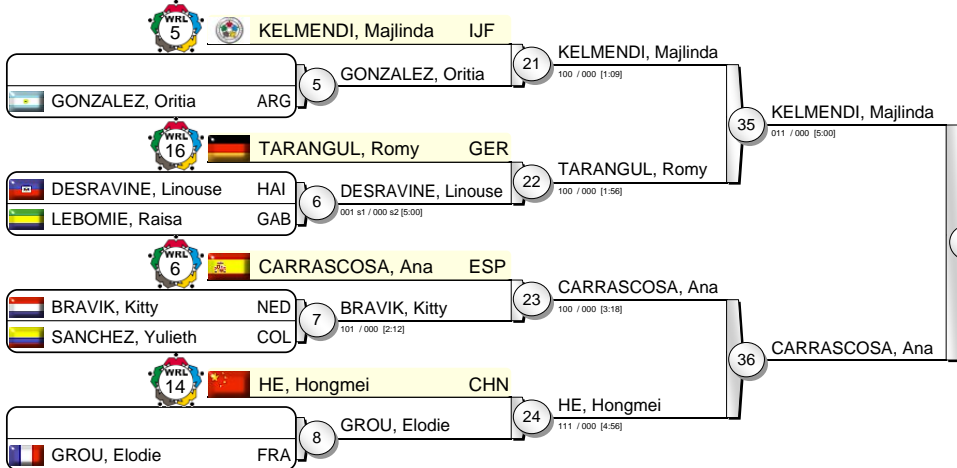 WRL
5
KELMENDI, Majlinda IJF
21
KELMENDI, Majlinda
100 / 000 [1:09]
5
GONZALEZ, Oritia
GONZALEZ, Oritia ARG
35
KELMENDI, Majlinda
011 / 000 [5:00]
WRL
16
TARANGUL, Romy GER
22
TARANGUL, Romy
100 / 000 [1:56]
DESRAVINE, Linouse HAI
6
DESRAVINE, Linouse
001 s1 / 000 s2 [5:00]
LEBOMIE, Raisa GAB
WRL
6
CARRASCOSA, Ana ESP
23
CARRASCOSA, Ana
100 / 000 [3:18]
BRAVIK, Kitty NED
7
BRAVIK, Kitty
101 / 000 [2:12]
SANCHEZ, Yulieth COL
36
CARRASCOSA, Ana
WRL
14
HE, Hongmei CHN
24
HE, Hongmei
111 / 000 [4:56]
8
GROU, Elodie
GROU, Elodie FRA